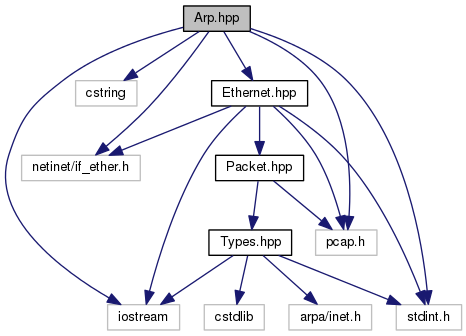 Arp.hpp
cstring
Ethernet.hpp
netinet/if_ether.h
Packet.hpp
Types.hpp
pcap.h
iostream
cstdlib
arpa/inet.h
stdint.h